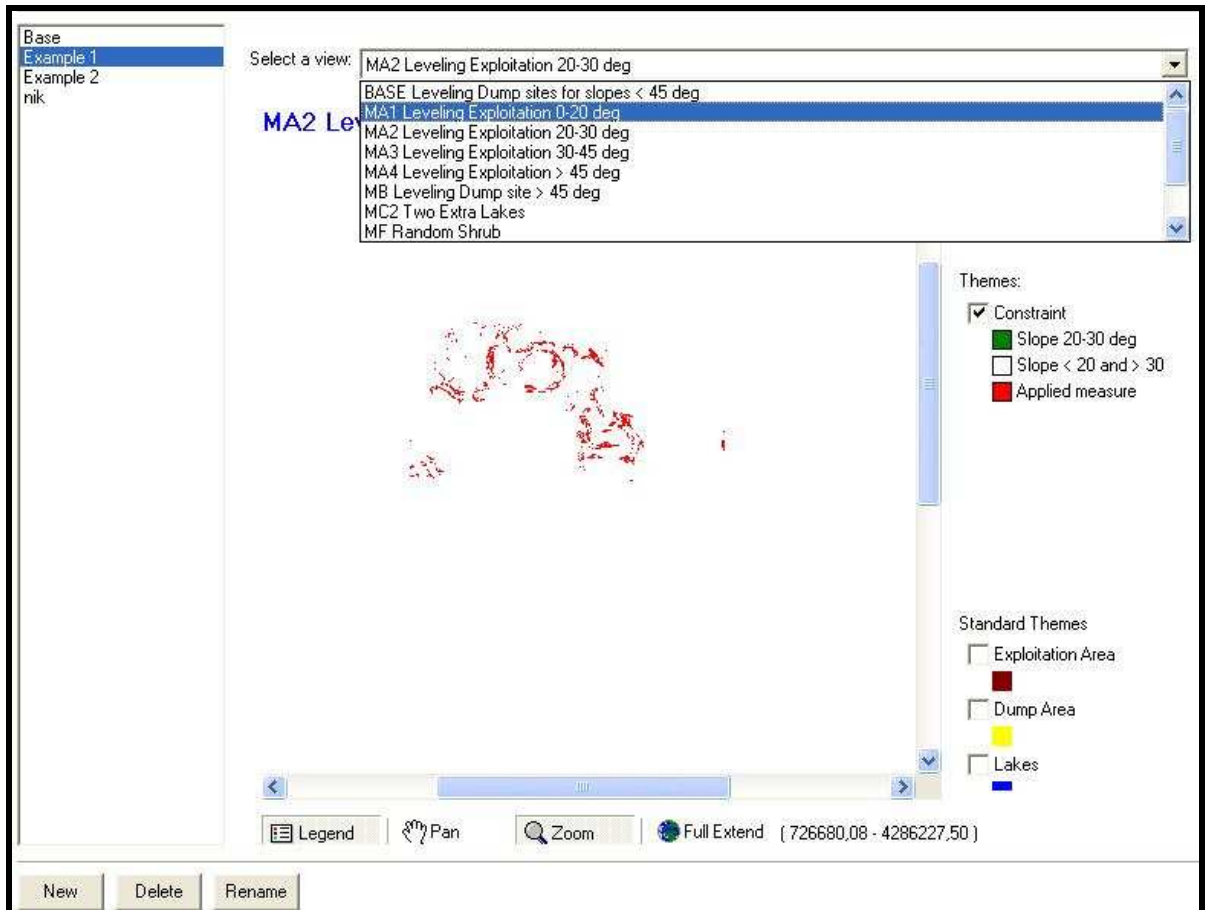 Base
Example 1
Example 2
nik
Select a view:
MA2 Leveling Exploitation 20-30 deg
BASE Leveling Dump sites for slopes < 45 deg
MA1 Leveling Exploitation 0-20 deg
MA2 Leveling Exploitation 20-30 deg
MA3 Leveling Exploitation 30-45 deg
MA4 Leveling Exploitation > 45 deg
MB Leveling Dump site > 45 deg
MC2 Two Extra Lakes
MF Random Shrub
MA2 Lev
Themes:
Constraint
Slope 20-30 deg
Slope < 20 and > 30
Applied measure
Standard Themes
Exploitation Area
Dump Area
Lakes
Legend
Pan
Zoom
Full Extend
( 726680,08 - 4286227,50 )
New
Delete
Rename